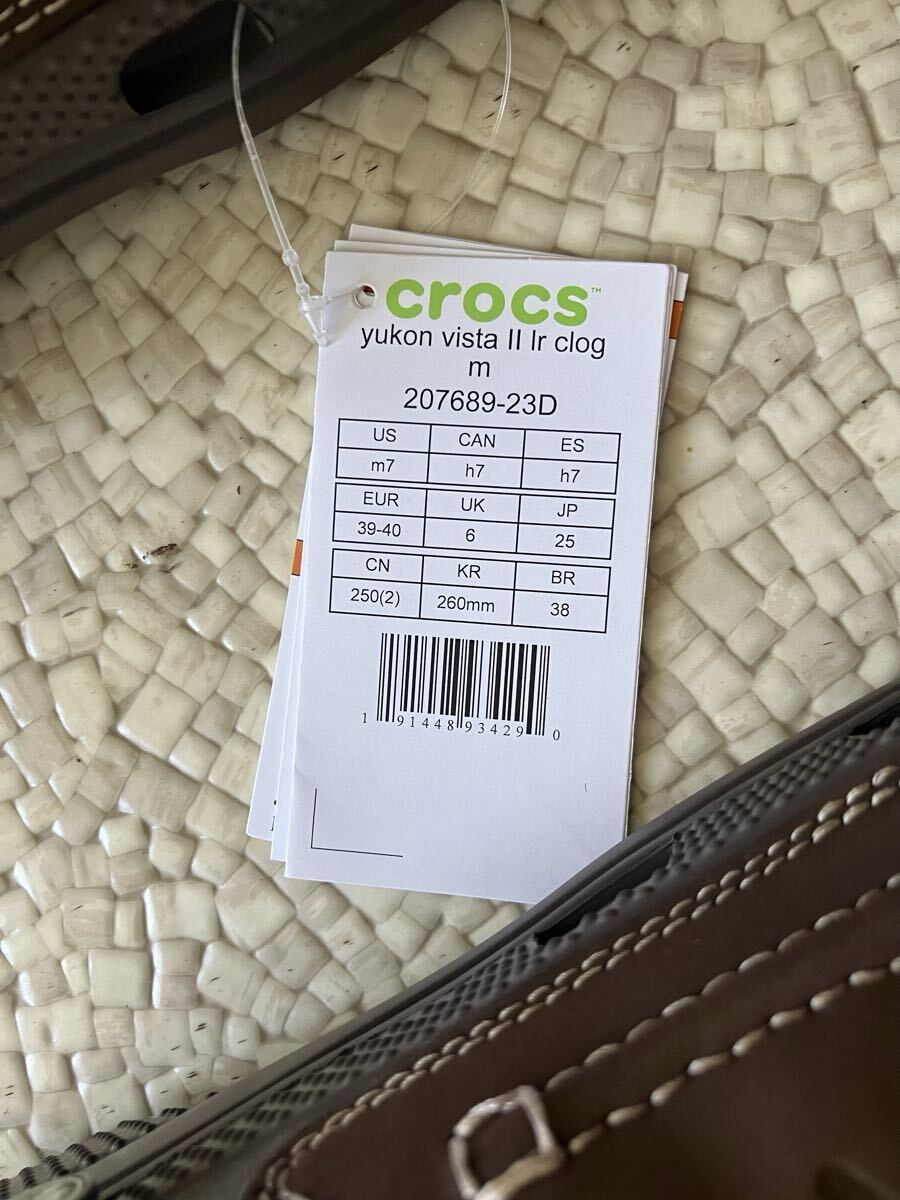 crocs™
yukon vista II lr clog
m
207689-23D
US CAN ES
m7 h7 h7
EUR UK JP
39-40 6 25
CN KR BR
250(2) 260mm 38
1 91448 93429 0